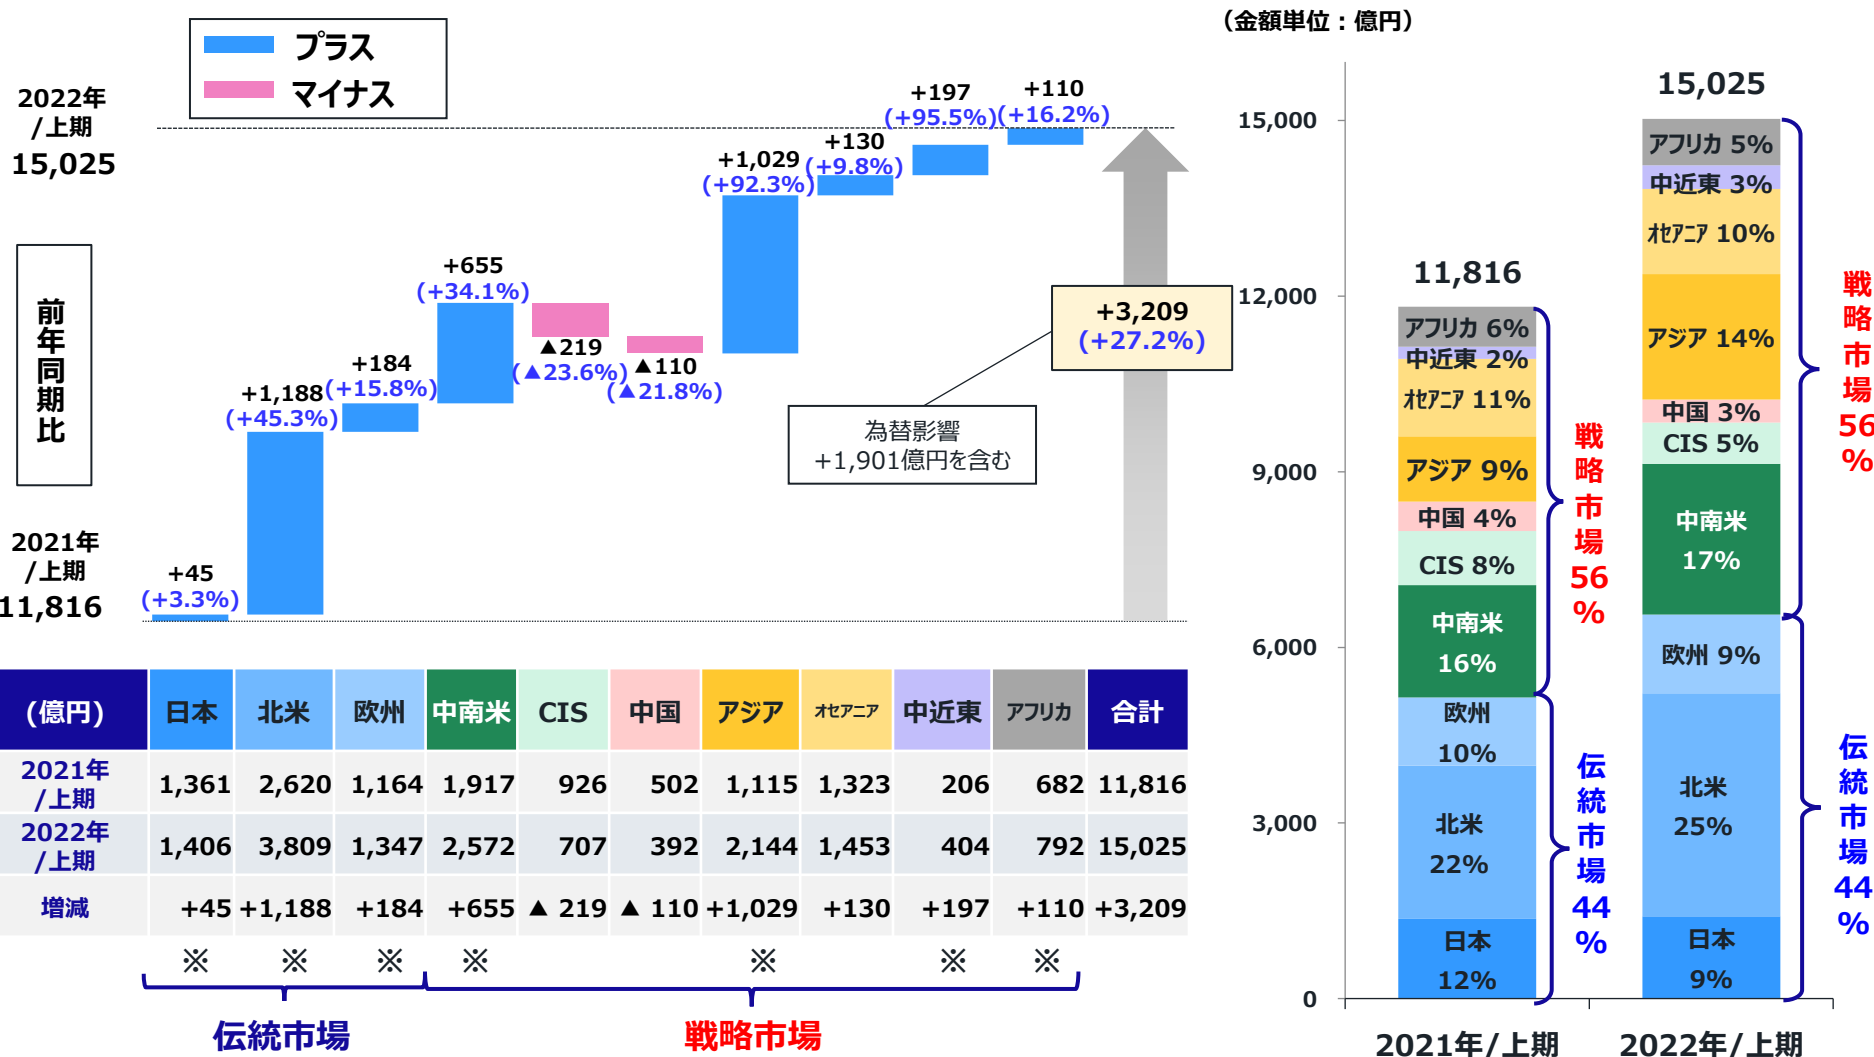 （金額単位：億円）
プラス
マイナス
2022年
/上期
15,025
前年同期比
2021年
/上期
11,816
+45
(+3.3%)
+1,188
(+45.3%)
+184
(+15.8%)
+655
(+34.1%)
▲219
(▲23.6%)
▲110
(▲21.8%)
+1,029
(+92.3%)
+130
(+9.8%)
+197
(+95.5%)
+110
(+16.2%)
+3,209
(+27.2%)
為替影響
+1,901億円を含む
(億円) 日本 北米 欧州 中南米 CIS 中国 アジア オセアニア 中近東 アフリカ 合計
2021年
/上期 1,361 2,620 1,164 1,917 926 502 1,115 1,323 206 682 11,816
2022年
/上期 1,406 3,809 1,347 2,572 707 392 2,144 1,453 404 792 15,025
増減 +45 +1,188 +184 +655 ▲ 219 ▲ 110 +1,029 +130 +197 +110 +3,209
※ ※ ※ ※ ※ ※ ※
伝統市場 戦略市場
15,000
12,000
9,000
6,000
3,000
0
11,816
アフリカ 6%
中近東 2%
オセアニア 11%
アジア 9%
中国 4%
CIS 8%
中南米
16%
欧州
10%
北米
22%
日本
12%
戦略市場56%
伝統市場44%
2021年/上期
15,025
アフリカ 5%
中近東 3%
オセアニア 10%
アジア 14%
中国 3%
CIS 5%
中南米
17%
欧州 9%
北米
25%
日本
9%
戦略市場56%
伝統市場44%
2022年/上期